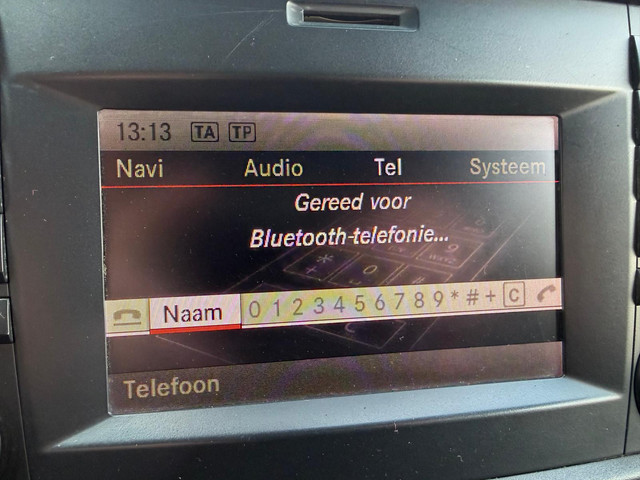 13:13 TA TP
Navi Audio Tel Systeem
Gereed voor
Bluetooth-telefonie...
Naam 0 1 2 3 4 5 6 7 8 9 * # + C
Telefoon